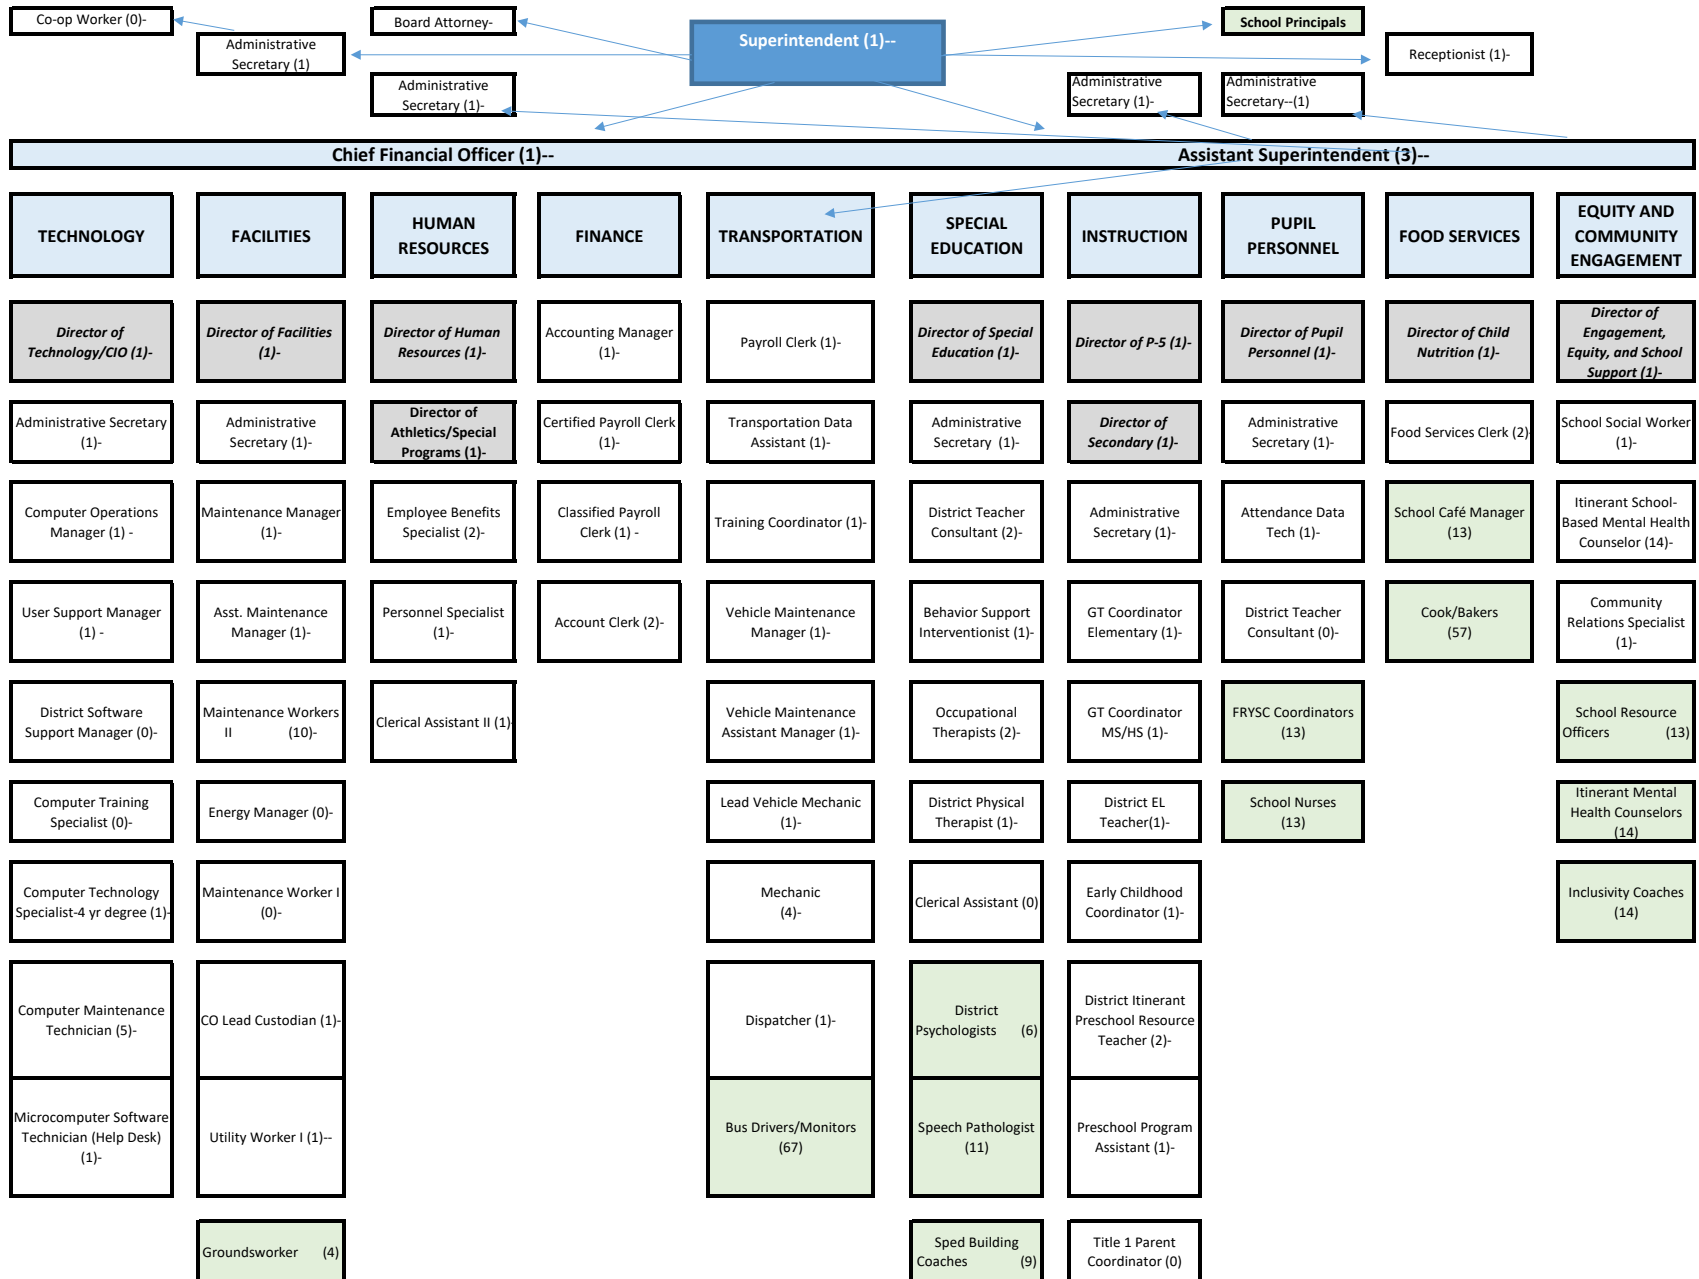 Co-op Worker (0)-
Board Attorney-
Superintendent (1)--
School Principals
Administrative
Secretary (1)
Receptionist (1)-
Administrative
Secretary (1)-
Administrative
Secretary (1)-
Administrative
Secretary--(1)
Chief Financial Officer (1)--
Assistant Superintendent (3)--
TECHNOLOGY
FACILITIES
HUMAN
RESOURCES
FINANCE
TRANSPORTATION
SPECIAL
EDUCATION
INSTRUCTION
PUPIL
PERSONNEL
FOOD SERVICES
EQUITY AND
COMMUNITY
ENGAGEMENT
Director of
Technology/CIO (1)-
Director of Facilities
(1)-
Director of Human
Resources (1)-
Accounting Manager
(1)-
Payroll Clerk (1)-
Director of Special
Education (1)-
Director of P-5 (1)-
Director of Pupil
Personnel (1)-
Director of Child
Nutrition (1)-
Director of
Engagement,
Equity, and School
Support (1)-
Administrative Secretary
(1)-
Administrative
Secretary (1)-
Director of
Athletics/Special
Programs (1)-
Certified Payroll Clerk
(1)-
Transportation Data
Assistant (1)-
Administrative
Secretary (1)-
Director of
Secondary (1)-
Administrative
Secretary (1)-
Food Services Clerk (2)-
School Social Worker
(1)-
Computer Operations
Manager (1) -
Maintenance Manager
(1)-
Employee Benefits
Specialist (2)-
Classified Payroll
Clerk (1) -
Training Coordinator (1)-
District Teacher
Consultant (2)-
Administrative
Secretary (1)-
Attendance Data
Tech (1)-
School Café Manager
(13)
Itinerant School-
Based Mental Health
Counselor (14)-
User Support Manager
(1) -
Asst. Maintenance
Manager (1)-
Personnel Specialist
(1)-
Account Clerk (2)-
Vehicle Maintenance
Manager (1)-
Behavior Support
Interventionist (1)-
GT Coordinator
Elementary (1)-
District Teacher
Consultant (0)-
Cook/Bakers
(57)
Community
Relations Specialist
(1)-
District Software
Support Manager (0)-
Maintenance Workers
II (10)-
Clerical Assistant II (1)-
Vehicle Maintenance
Assistant Manager (1)-
Occupational
Therapists (2)-
GT Coordinator
MS/HS (1)-
FRYSC Coordinators
(13)
School Resource
Officers (13)
Computer Training
Specialist (0)-
Energy Manager (0)-
Lead Vehicle Mechanic
(1)-
District Physical
Therapist (1)-
District EL
Teacher(1)-
School Nurses
(13)
Itinerant Mental
Health Counselors
(14)
Computer Technology
Specialist-4 yr degree (1)-
Maintenance Worker I
(0)-
Mechanic
(4)-
Clerical Assistant (0)
Early Childhood
Coordinator (1)-
Inclusivity Coaches
(14)
Computer Maintenance
Technician (5)-
CO Lead Custodian (1)-
Dispatcher (1)-
District
Psychologists (6)
District Itinerant
Preschool Resource
Teacher (2)-
Microcomputer Software
Technician (Help Desk)
(1)-
Utility Worker I (1)--
Bus Drivers/Monitors
(67)
Speech Pathologist
(11)
Preschool Program
Assistant (1)-
Groundsworker (4)
Sped Building
Coaches (9)
Title 1 Parent
Coordinator (0)